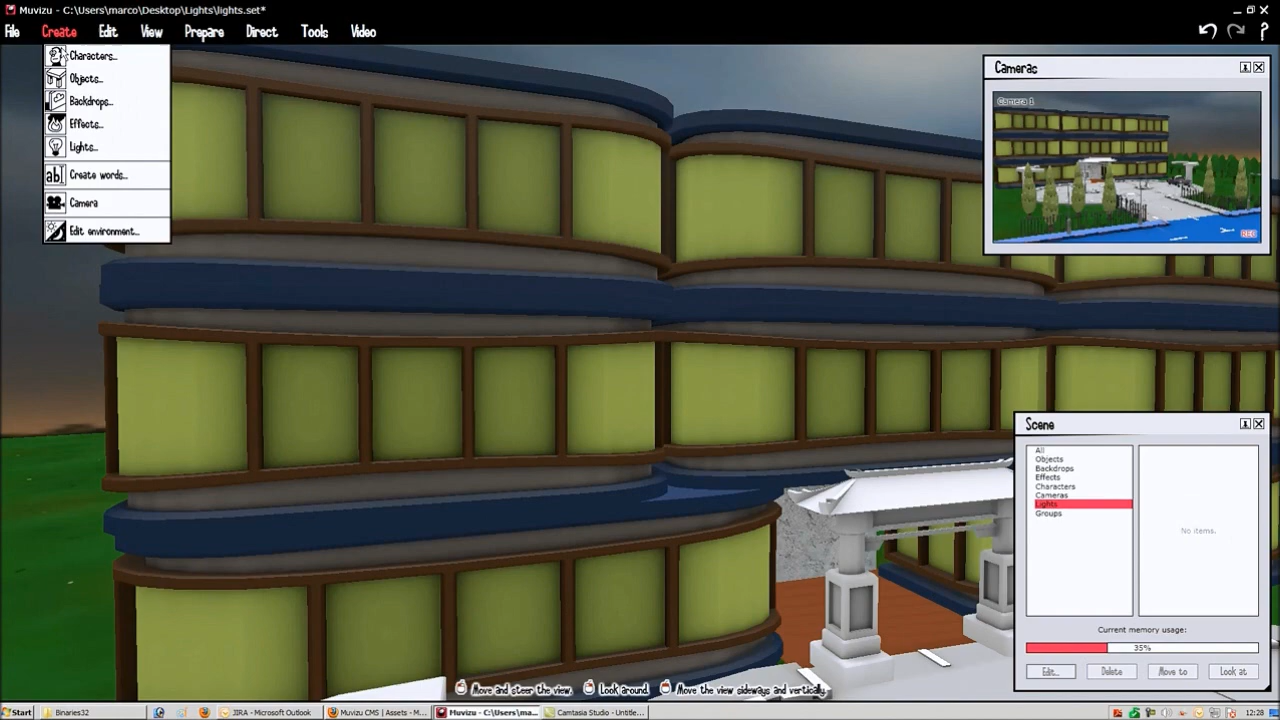 Muvizu - C:\Users\marco\Desktop\Lights\lights.set*
File Create Edit View Prepare Direct Tools Video ?
Characters...
Objects...
Backdrops...
Effects...
Lights...
ab Create words...
Camera
Edit environment...
Cameras
Camera 1
REC
Scene
All
Objects
Backdrops
Effects
Characters
Cameras
Lights
Groups
No items.
Current memory usage:
35%
Edit... Delete Move to Look at
Move and steer the view. Look around. Move the view sideways and vertically.
Start Binaries32 JIRA - Microsoft Outlook Muvizu CMS | Assets - M... Muvizu - C:\Users\ma... Camtasia Studio - Untitle... 12:28